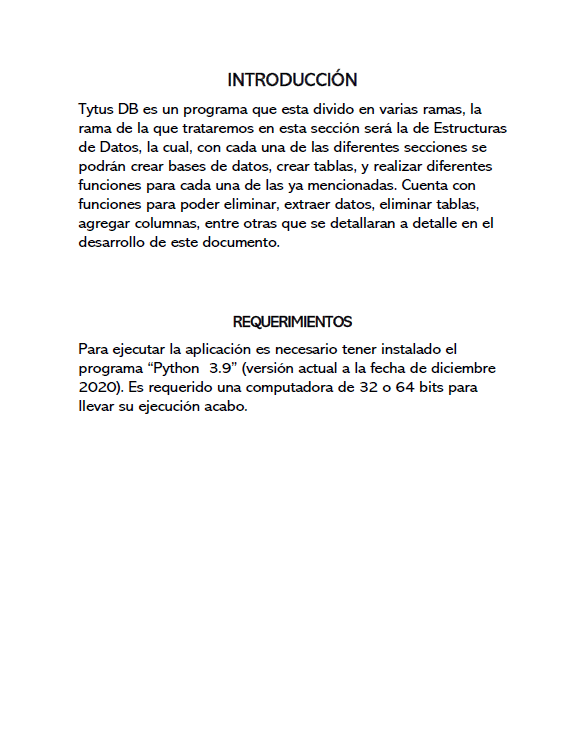 INTRODUCCIÓN
Tytus DB es un programa que esta divido en varias ramas, la
rama de la que trataremos en esta sección será la de Estructuras
de Datos, la cual, con cada una de las diferentes secciones se
podrán crear bases de datos, crear tablas, y realizar diferentes
funciones para cada una de las ya mencionadas. Cuenta con
funciones para poder eliminar, extraer datos, eliminar tablas,
agregar columnas, entre otras que se detallaran a detalle en el
desarrollo de este documento.
REQUERIMIENTOS
Para ejecutar la aplicación es necesario tener instalado el
programa “Python  3.9” (versión actual a la fecha de diciembre
2020). Es requerido una computadora de 32 o 64 bits para
llevar su ejecución acabo.